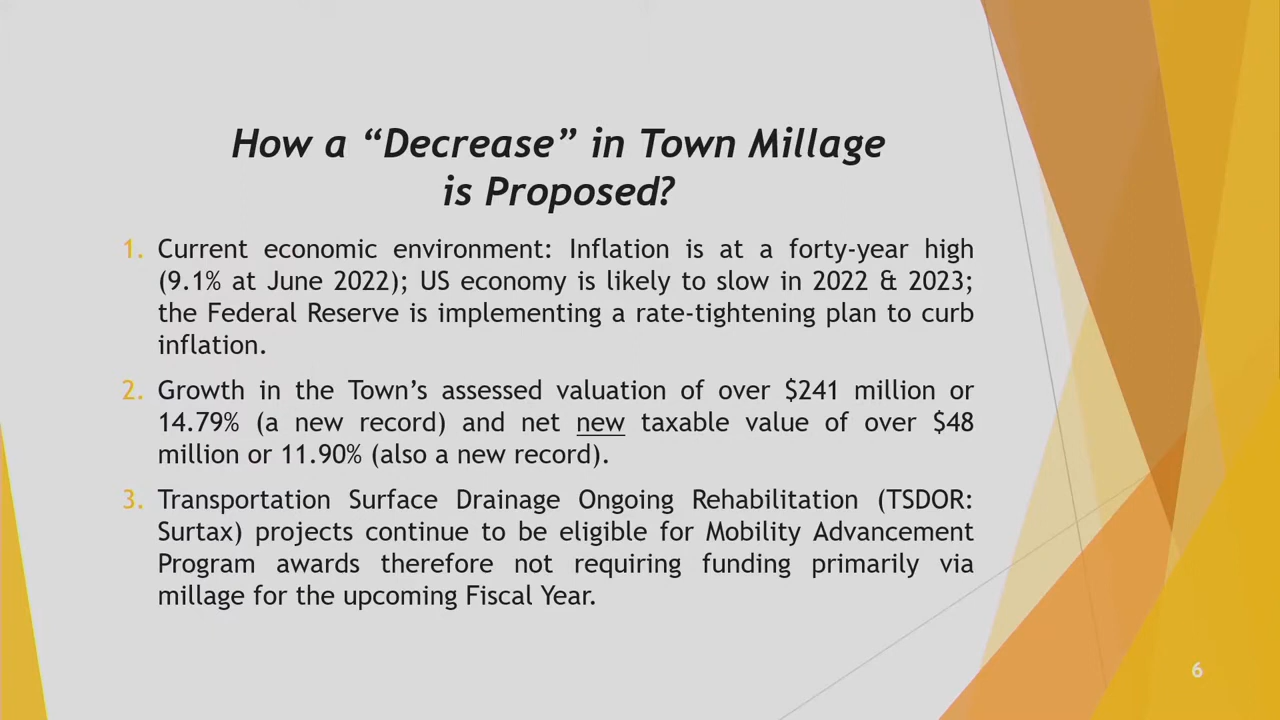 How a “Decrease” in Town Millage
is Proposed?
1. Current economic environment: Inflation is at a forty-year high
(9.1% at June 2022); US economy is likely to slow in 2022 & 2023;
the Federal Reserve is implementing a rate-tightening plan to curb
inflation.
2. Growth in the Town’s assessed valuation of over $241 million or
14.79% (a new record) and net new taxable value of over $48
million or 11.90% (also a new record).
3. Transportation Surface Drainage Ongoing Rehabilitation (TSDOR:
Surtax) projects continue to be eligible for Mobility Advancement
Program awards therefore not requiring funding primarily via
millage for the upcoming Fiscal Year.
6